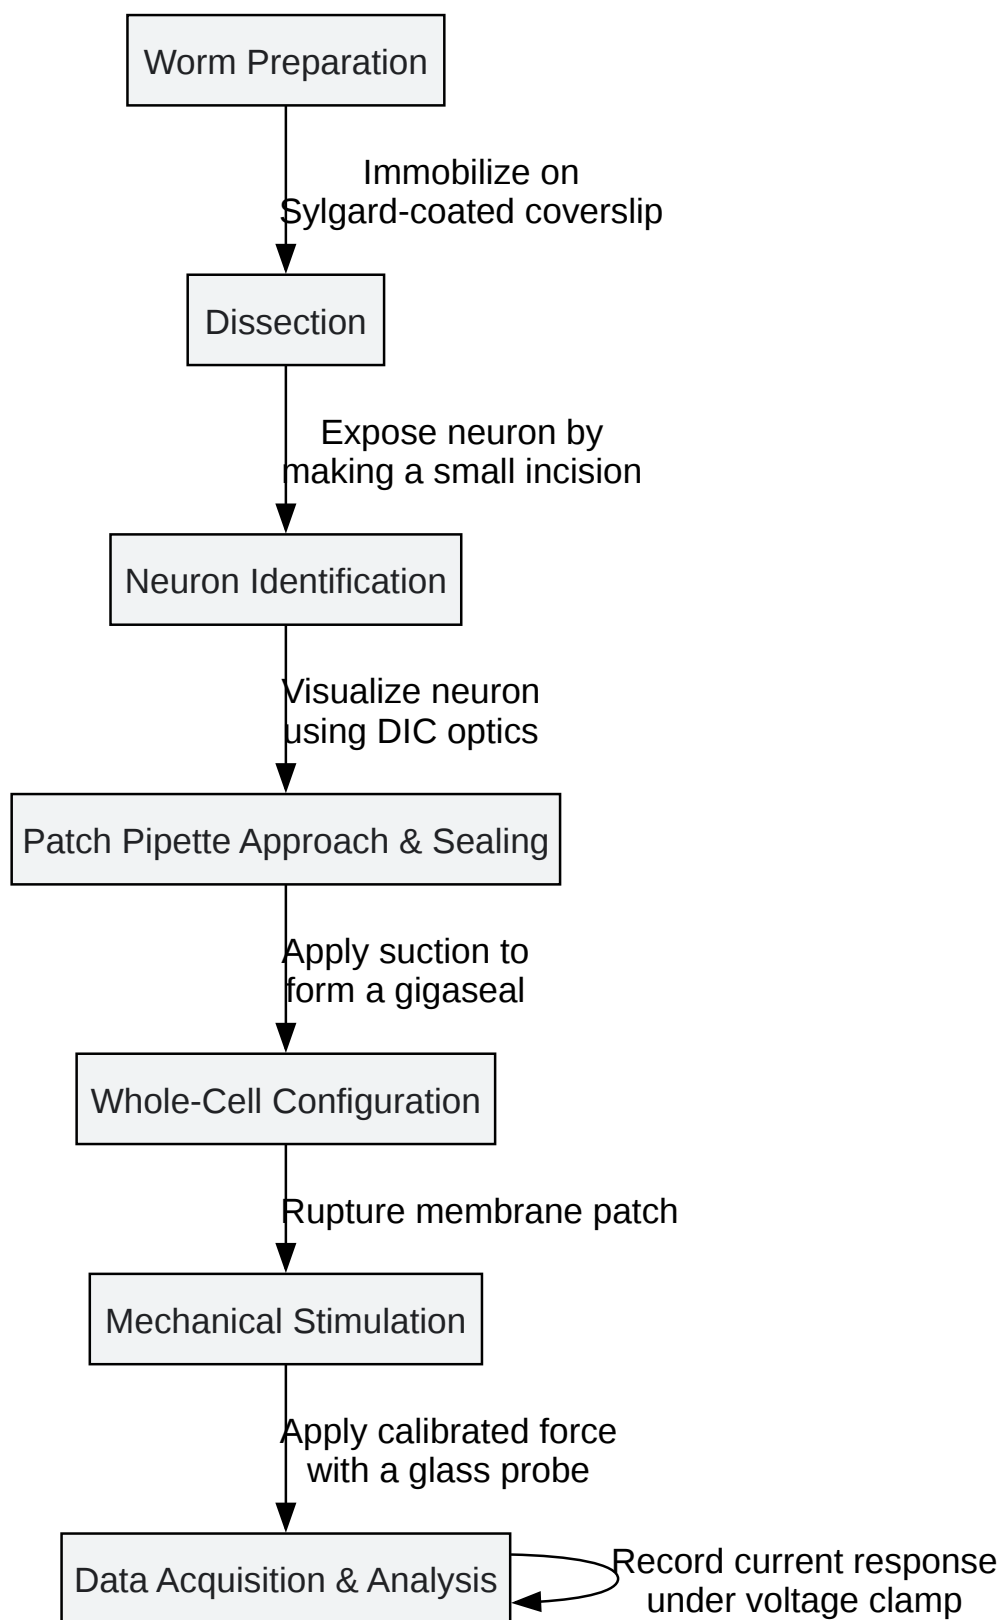 Worm Preparation
Immobilize on
Sylgard-coated coverslip
Dissection
Expose neuron by
making a small incision
Neuron Identification
Visualize neuron
using DIC optics
Patch Pipette Approach & Sealing
Apply suction to
form a gigaseal
Whole-Cell Configuration
Rupture membrane patch
Mechanical Stimulation
Apply calibrated force
with a glass probe
Data Acquisition & Analysis
Record current response
under voltage clamp